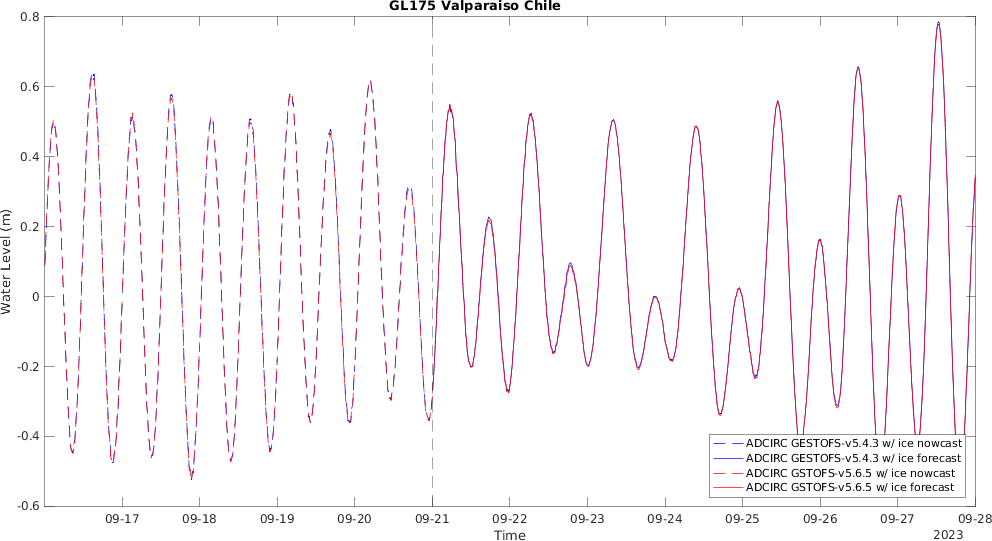 GL175 Valparaiso Chile
0.8
0.6
0.4
0.2
0
-0.2
-0.4
-0.6
Water Level (m)
ADCIRC GESTOFS-v5.4.3 w/ ice nowcast
ADCIRC GESTOFS-v5.4.3 w/ ice forecast
ADCIRC GSTOFS-v5.6.5 w/ ice nowcast
ADCIRC GSTOFS-v5.6.5 w/ ice forecast
09-17 09-18 09-19 09-20 09-21 09-22 09-23 09-24 09-25 09-26 09-27 09-28
Time
2023